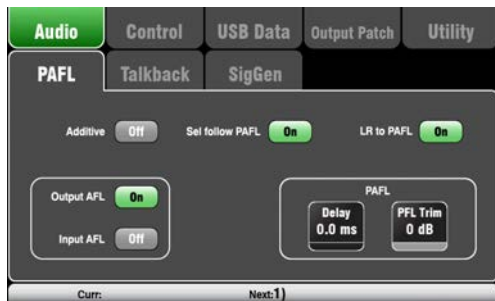 Audio Control USB Data Output Patch Utility
PAFL Talkback SigGen
Additive Off Sel follow PAFL On LR to PAFL On
Output AFL On
Input AFL Off
PAFL
Delay 0.0 ms
PFL Trim 0 dB
Curr: Next:1)